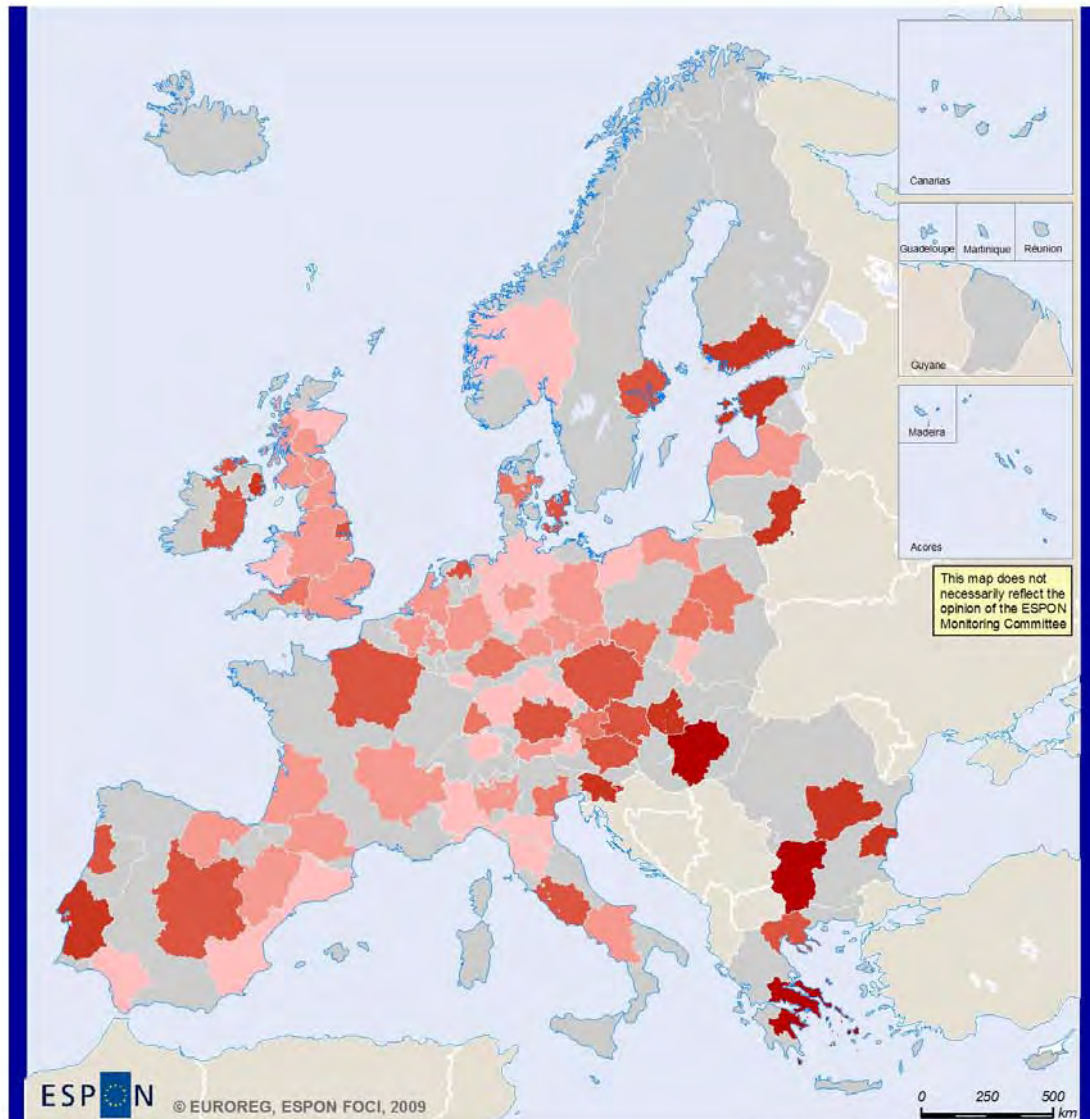 Canarias
Guadeloupe
Martinique
Réunion
Guyane
Madeira
Acores
This map does not
necessarily reflect the
opinion of the ESPON
Monitoring Committee
ESPON
© EUROREG, ESPON FOCI, 2009
0 250 500
km